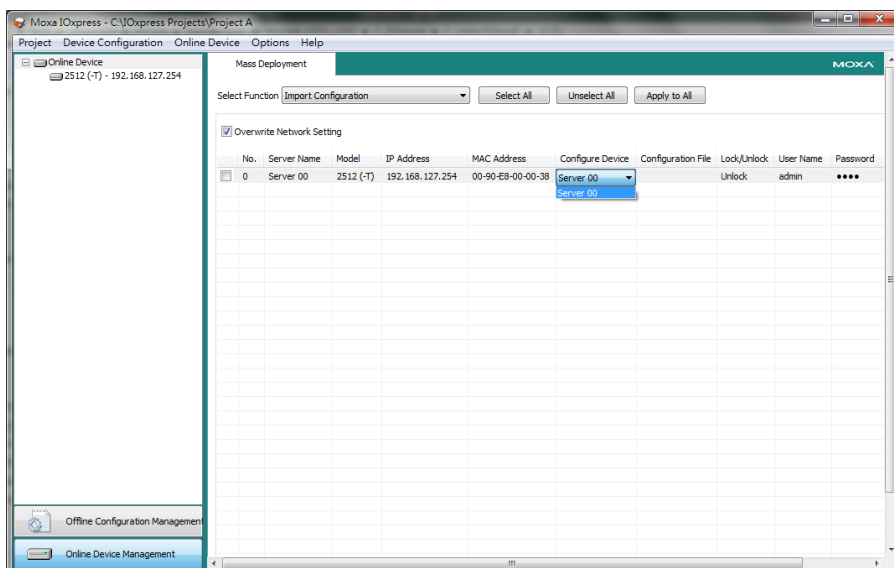 Moxa IOxpress - C:\IOxpress Projects\Project A
Project Device Configuration Online Device Options Help
Online Device
2512 (-T) - 192.168.127.254
Mass Deployment
MOXA
Select Function Import Configuration Select All Unselect All Apply to All
Overwrite Network Setting
No. Server Name Model IP Address MAC Address Configure Device Configuration File Lock/Unlock User Name Password
0 Server 00 2512 (-T) 192.168.127.254 00-90-E8-00-00-38 Server 00 Unlock admin ●●●●
Server 00
Offline Configuration Management
Online Device Management